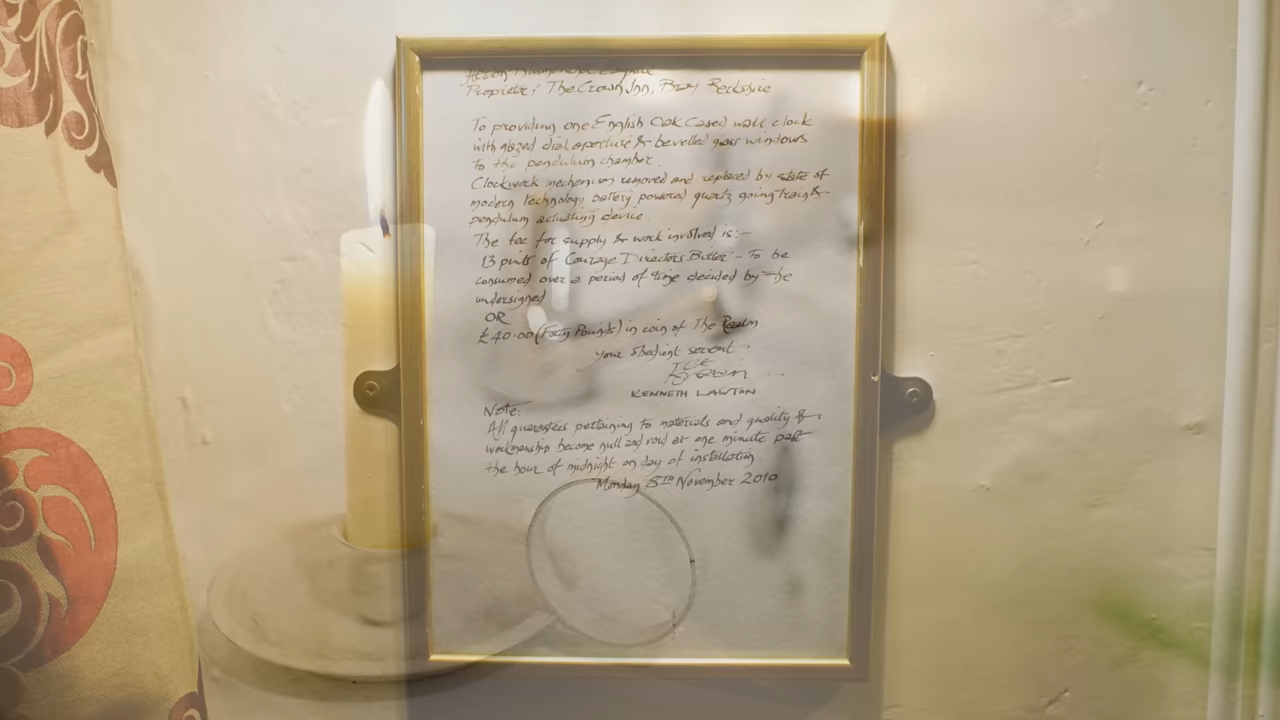 Proprietor: The Crown Inn, Bray Berkshire
To providing one English Oak Cased wall clock
with glazed dial aperture & bevelled glass windows
to the pendulum chamber.
Clockwork mechanism removed and replaced by state of
modern technology battery powered quartz going train &
pendulum actuating device.
The fee for supply & work involved is:-
13 pints of Courage Directors Bitter - To be
consumed over a period of time decided by the
undersigned
OR
£40.00 (Forty Pounds) in coin of The Realm.
your obedient servent.
KENNETH LAWTON
Note:
All guarantees pertaining to materials and quality of
workmanship become null and void at one minute past
the hour of midnight on day of installation
Monday 8TH November 2010